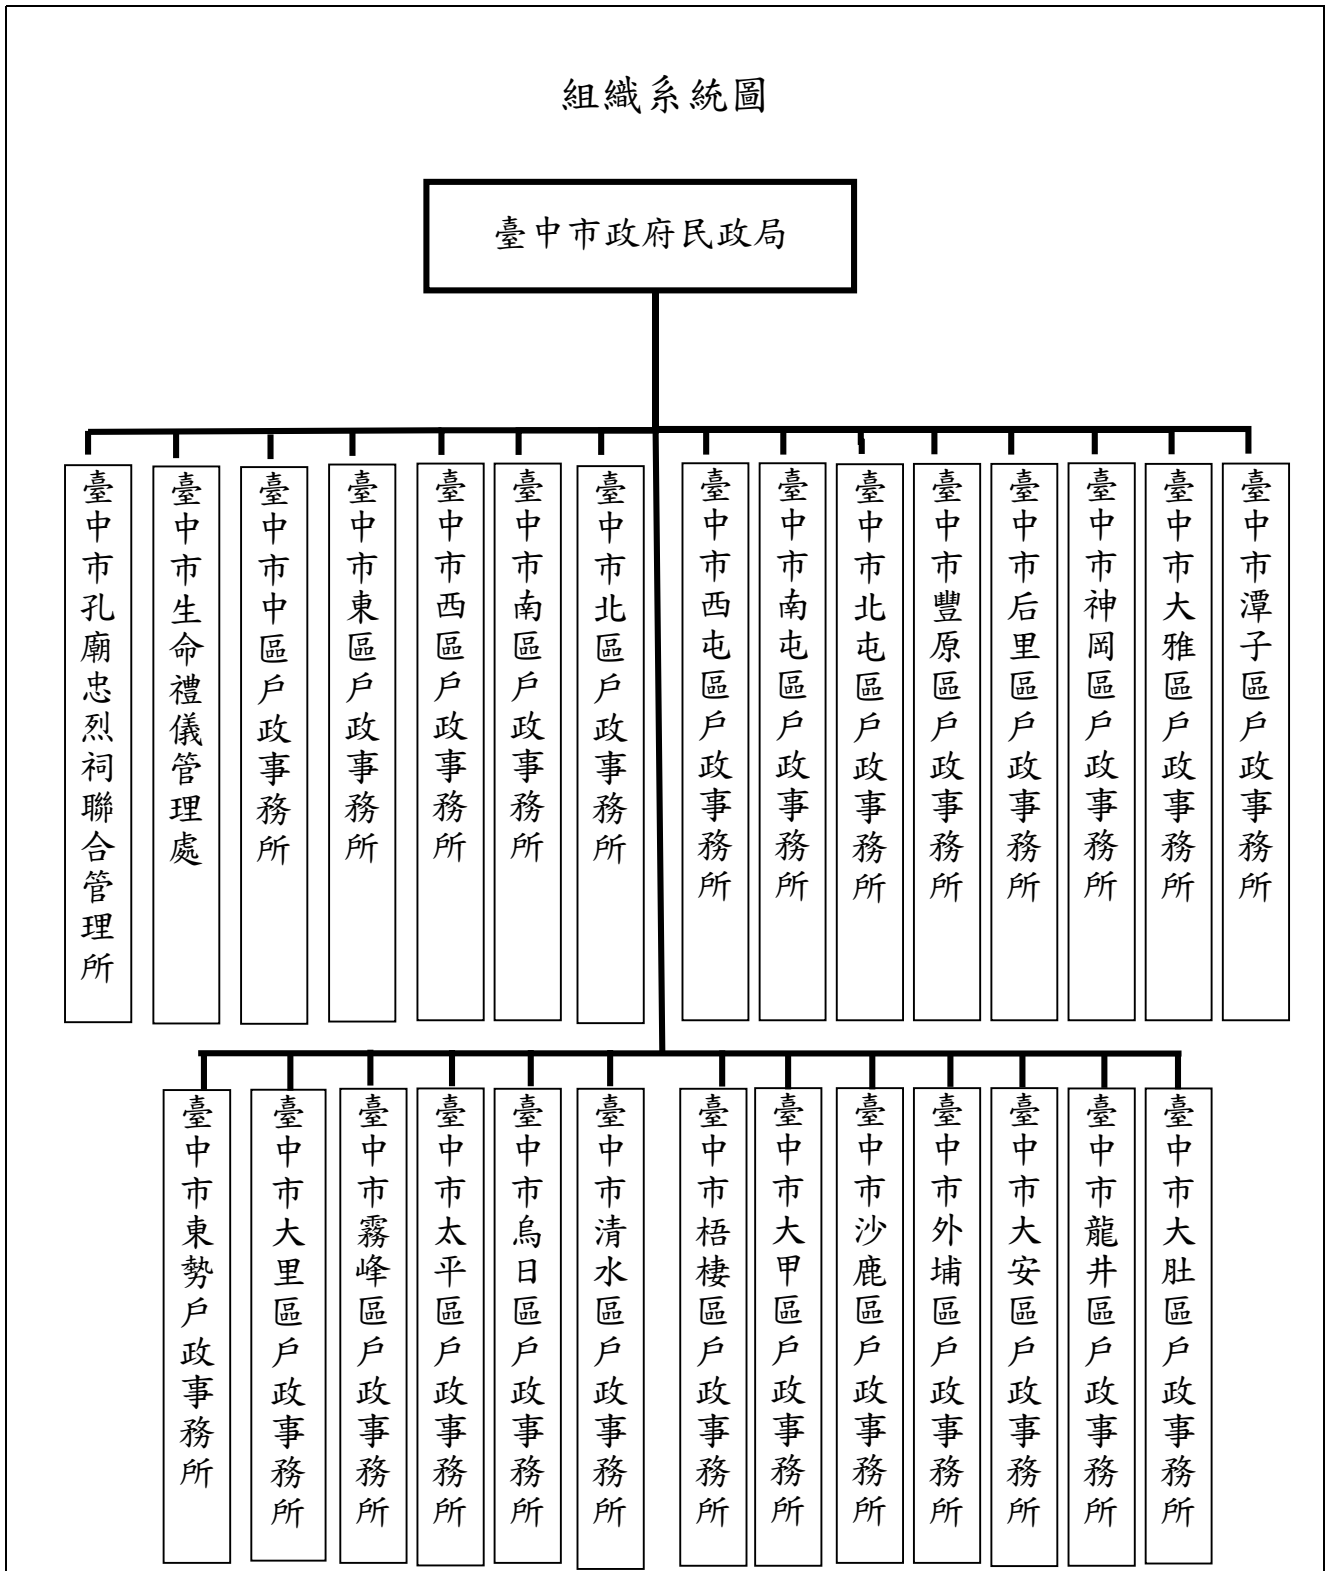 組織系統圖
臺中市政府民政局
臺中市孔廟忠烈祠聯合管理所
臺中市生命禮儀管理處
臺中市中區戶政事務所
臺中市東區戶政事務所
臺中市西區戶政事務所
臺中市南區戶政事務所
臺中市北區戶政事務所
臺中市西屯區戶政事務所
臺中市南屯區戶政事務所
臺中市北屯區戶政事務所
臺中市豐原區戶政事務所
臺中市后里區戶政事務所
臺中市神岡區戶政事務所
臺中市大雅區戶政事務所
臺中市潭子區戶政事務所
臺中市東勢戶政事務所
臺中市大里區戶政事務所
臺中市霧峰區戶政事務所
臺中市太平區戶政事務所
臺中市烏日區戶政事務所
臺中市清水區戶政事務所
臺中市梧棲區戶政事務所
臺中市大甲區戶政事務所
臺中市沙鹿區戶政事務所
臺中市外埔區戶政事務所
臺中市大安區戶政事務所
臺中市龍井區戶政事務所
臺中市大肚區戶政事務所